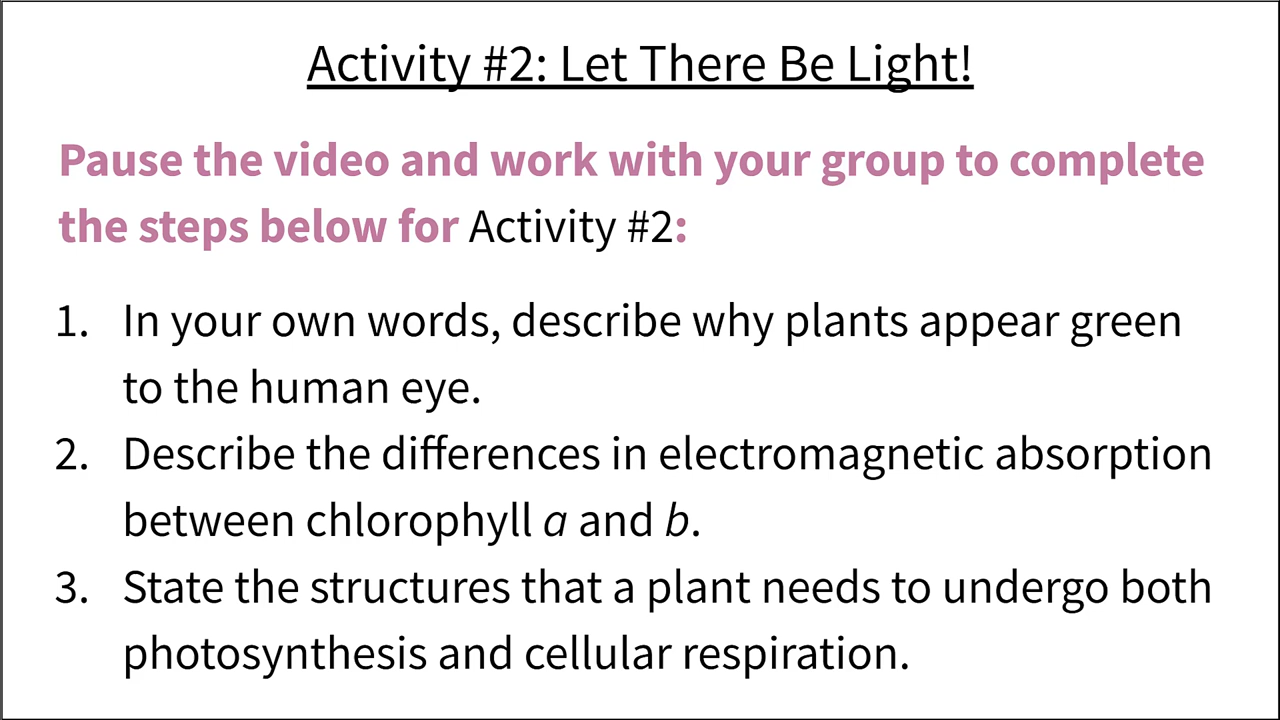 Activity #2: Let There Be Light!
Pause the video and work with your group to complete
the steps below for Activity #2:
1. In your own words, describe why plants appear green
to the human eye.
2. Describe the differences in electromagnetic absorption
between chlorophyll a and b.
3. State the structures that a plant needs to undergo both
photosynthesis and cellular respiration.